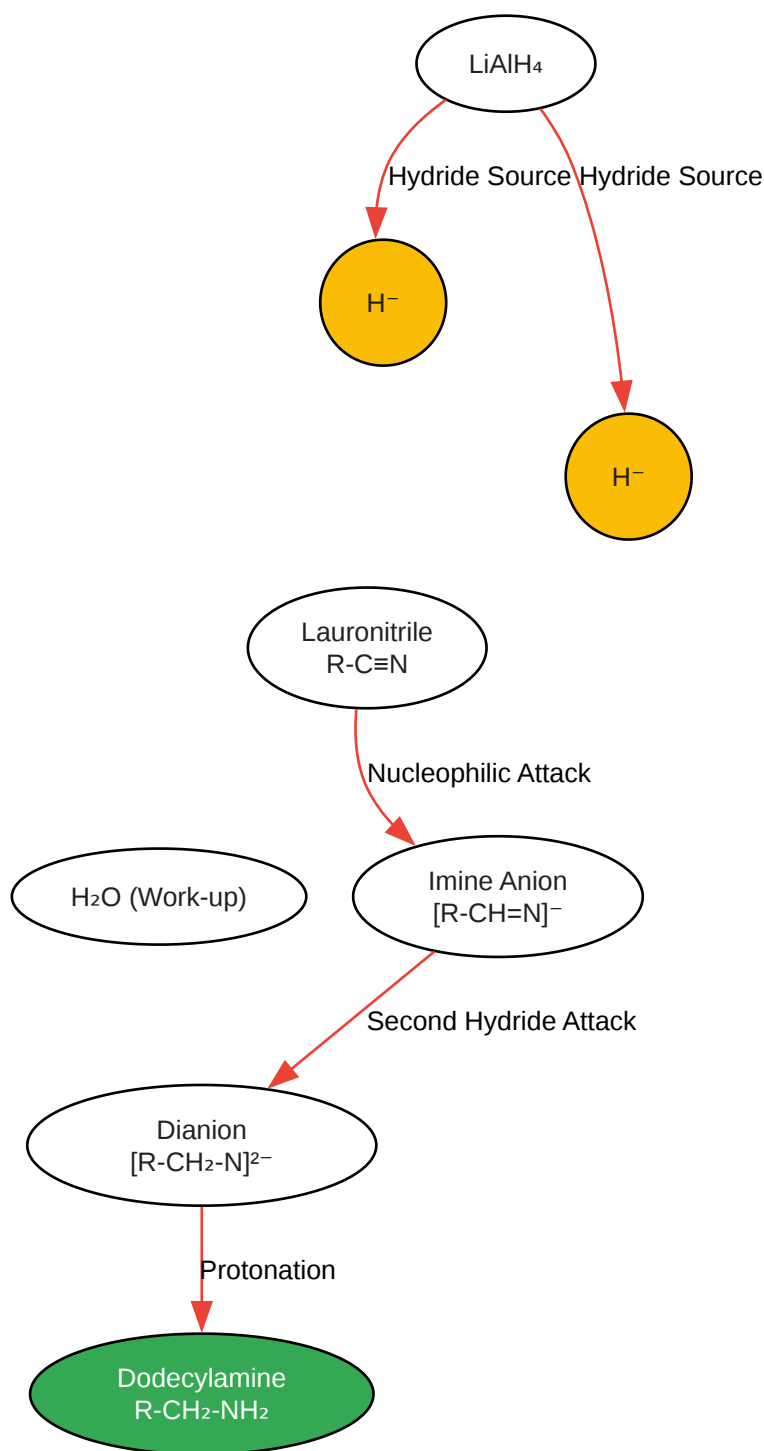 LiAlH₄
Hydride Source
Hydride Source
H⁻
H⁻
Lauronitrile
R-C≡N
Nucleophilic Attack
H₂O (Work-up)
Imine Anion
[R-CH=N]⁻
Second Hydride Attack
Dianion
[R-CH₂-N]²⁻
Protonation
Dodecylamine
R-CH₂-NH₂